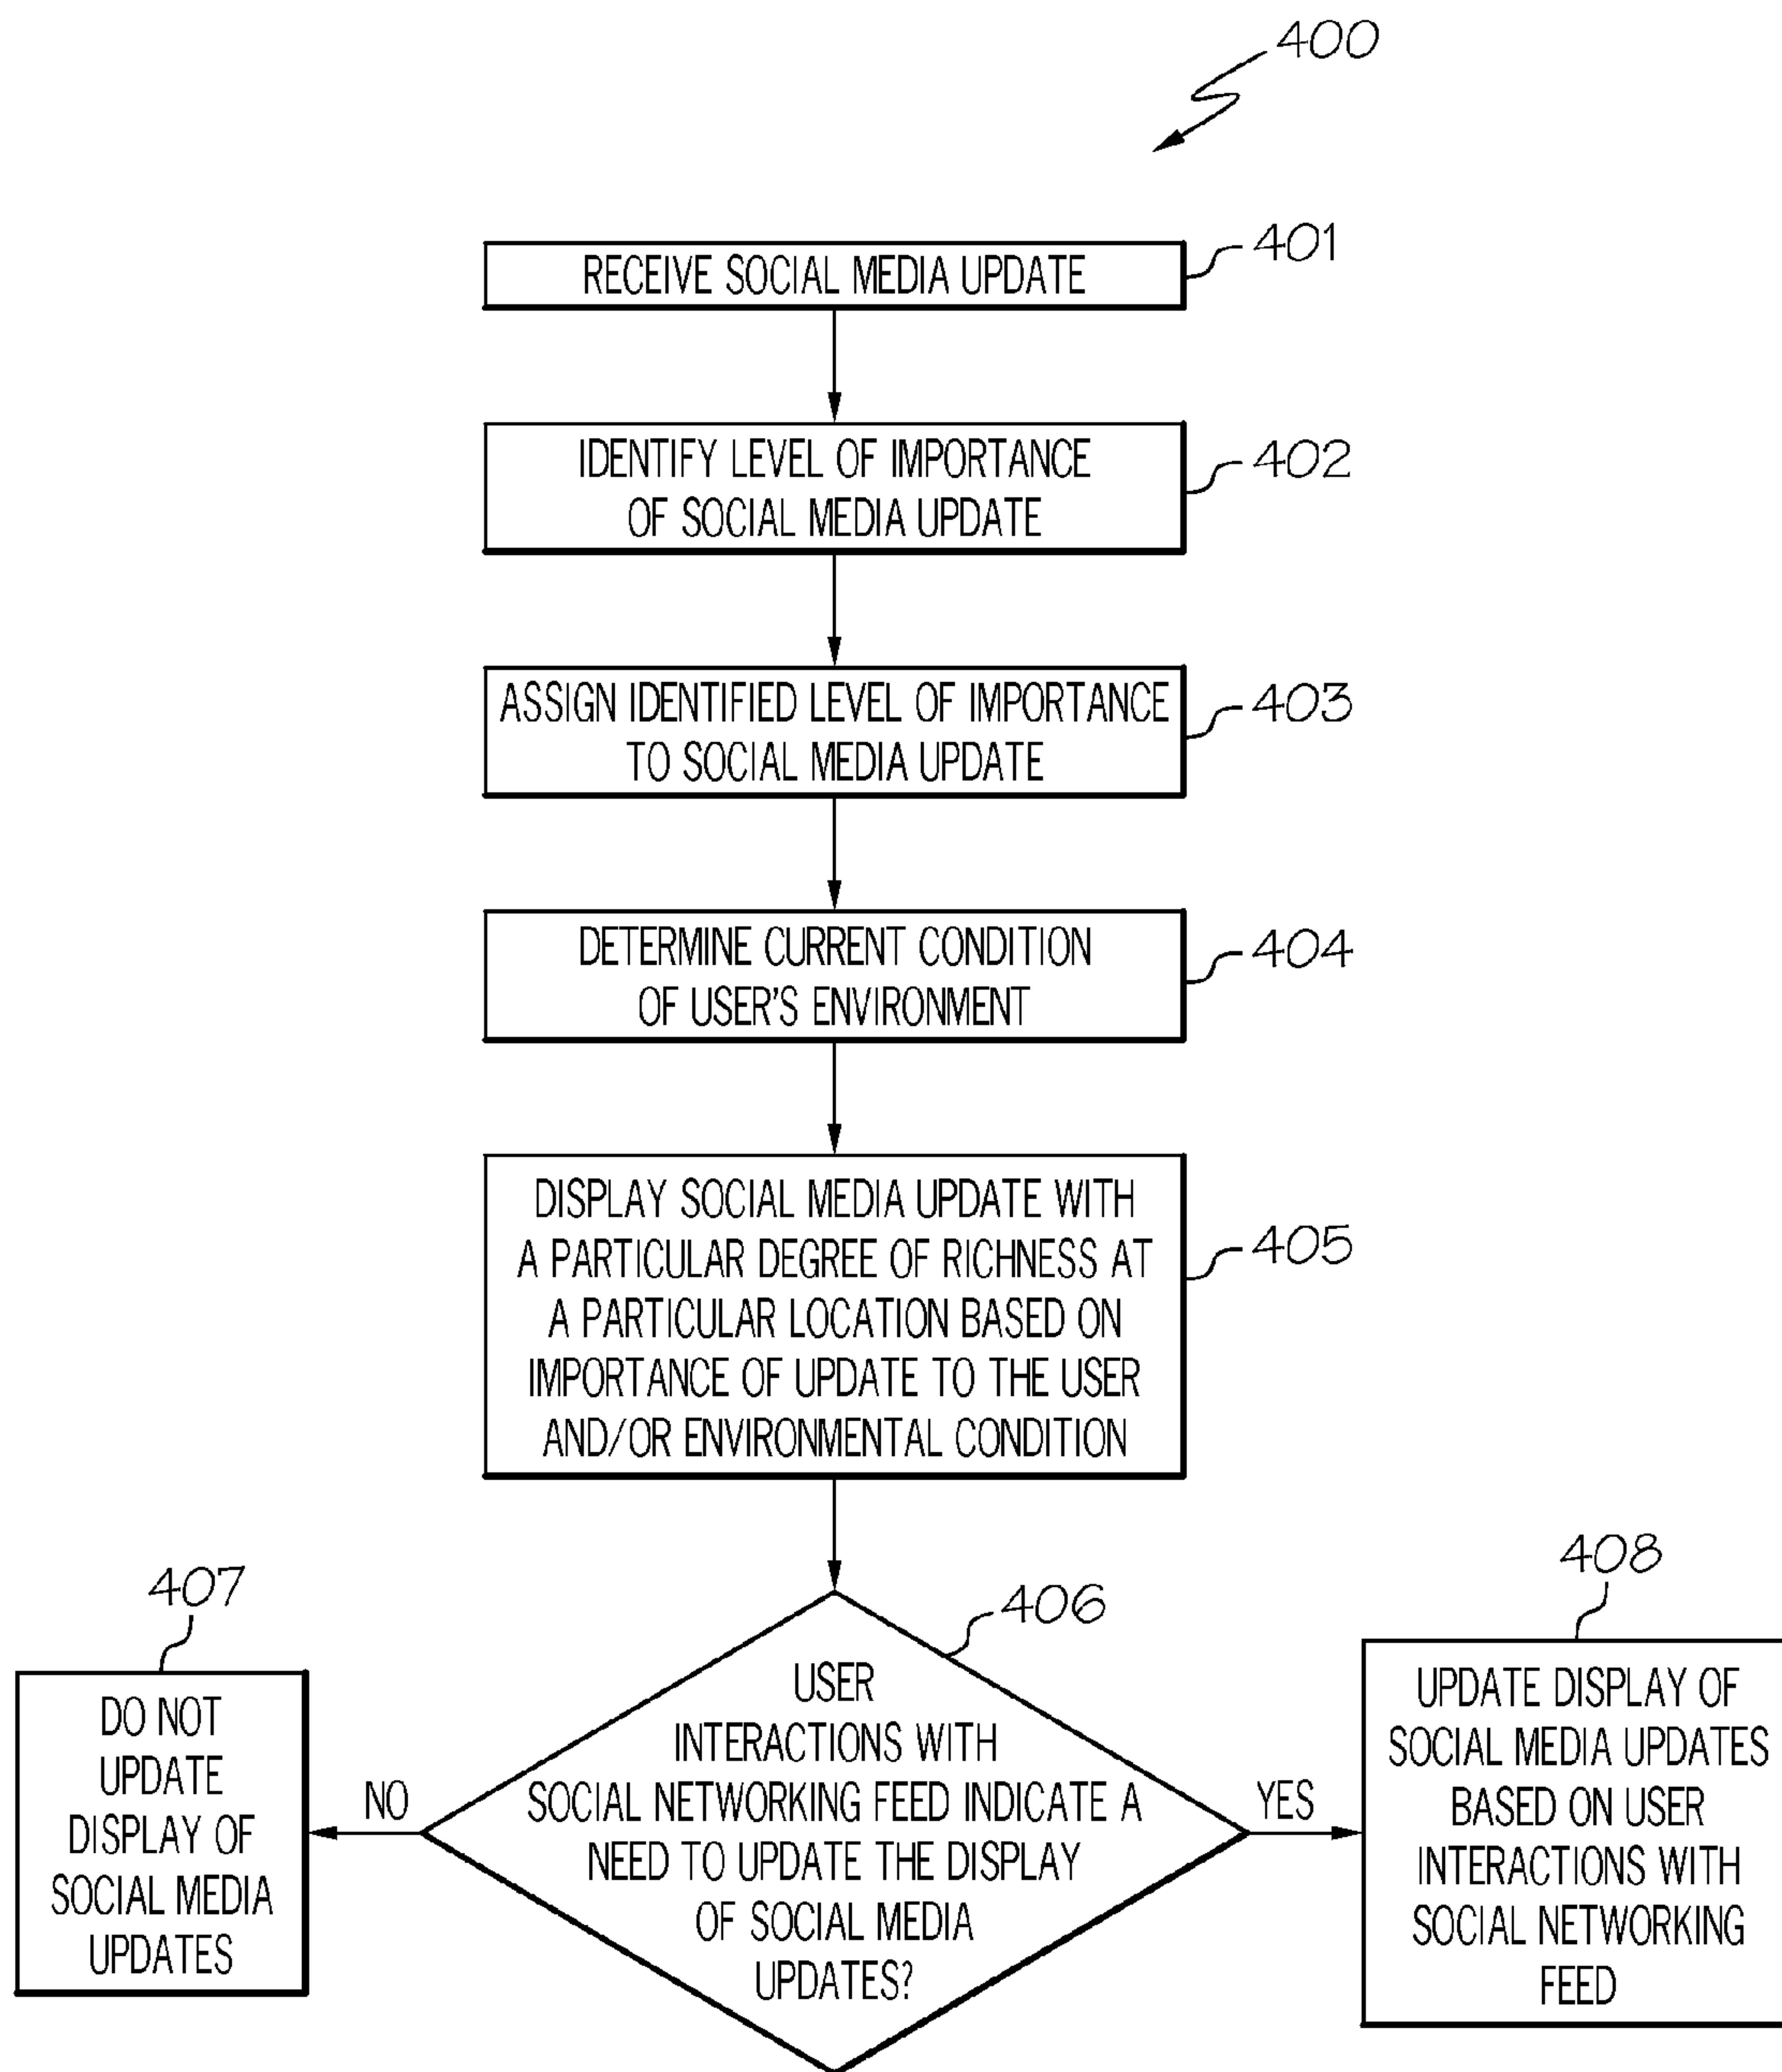 400
RECEIVE SOCIAL MEDIA UPDATE
401
IDENTIFY LEVEL OF IMPORTANCE
OF SOCIAL MEDIA UPDATE
402
ASSIGN IDENTIFIED LEVEL OF IMPORTANCE
TO SOCIAL MEDIA UPDATE
403
DETERMINE CURRENT CONDITION
OF USER'S ENVIRONMENT
404
DISPLAY SOCIAL MEDIA UPDATE WITH
A PARTICULAR DEGREE OF RICHNESS AT
A PARTICULAR LOCATION BASED ON
IMPORTANCE OF UPDATE TO THE USER
AND/OR ENVIRONMENTAL CONDITION
405
406
USER
INTERACTIONS WITH
SOCIAL NETWORKING FEED INDICATE A
NEED TO UPDATE THE DISPLAY
OF SOCIAL MEDIA
UPDATES?
NO
407
DO NOT
UPDATE
DISPLAY OF
SOCIAL MEDIA
UPDATES
YES
408
UPDATE DISPLAY OF
SOCIAL MEDIA UPDATES
BASED ON USER
INTERACTIONS WITH
SOCIAL NETWORKING
FEED